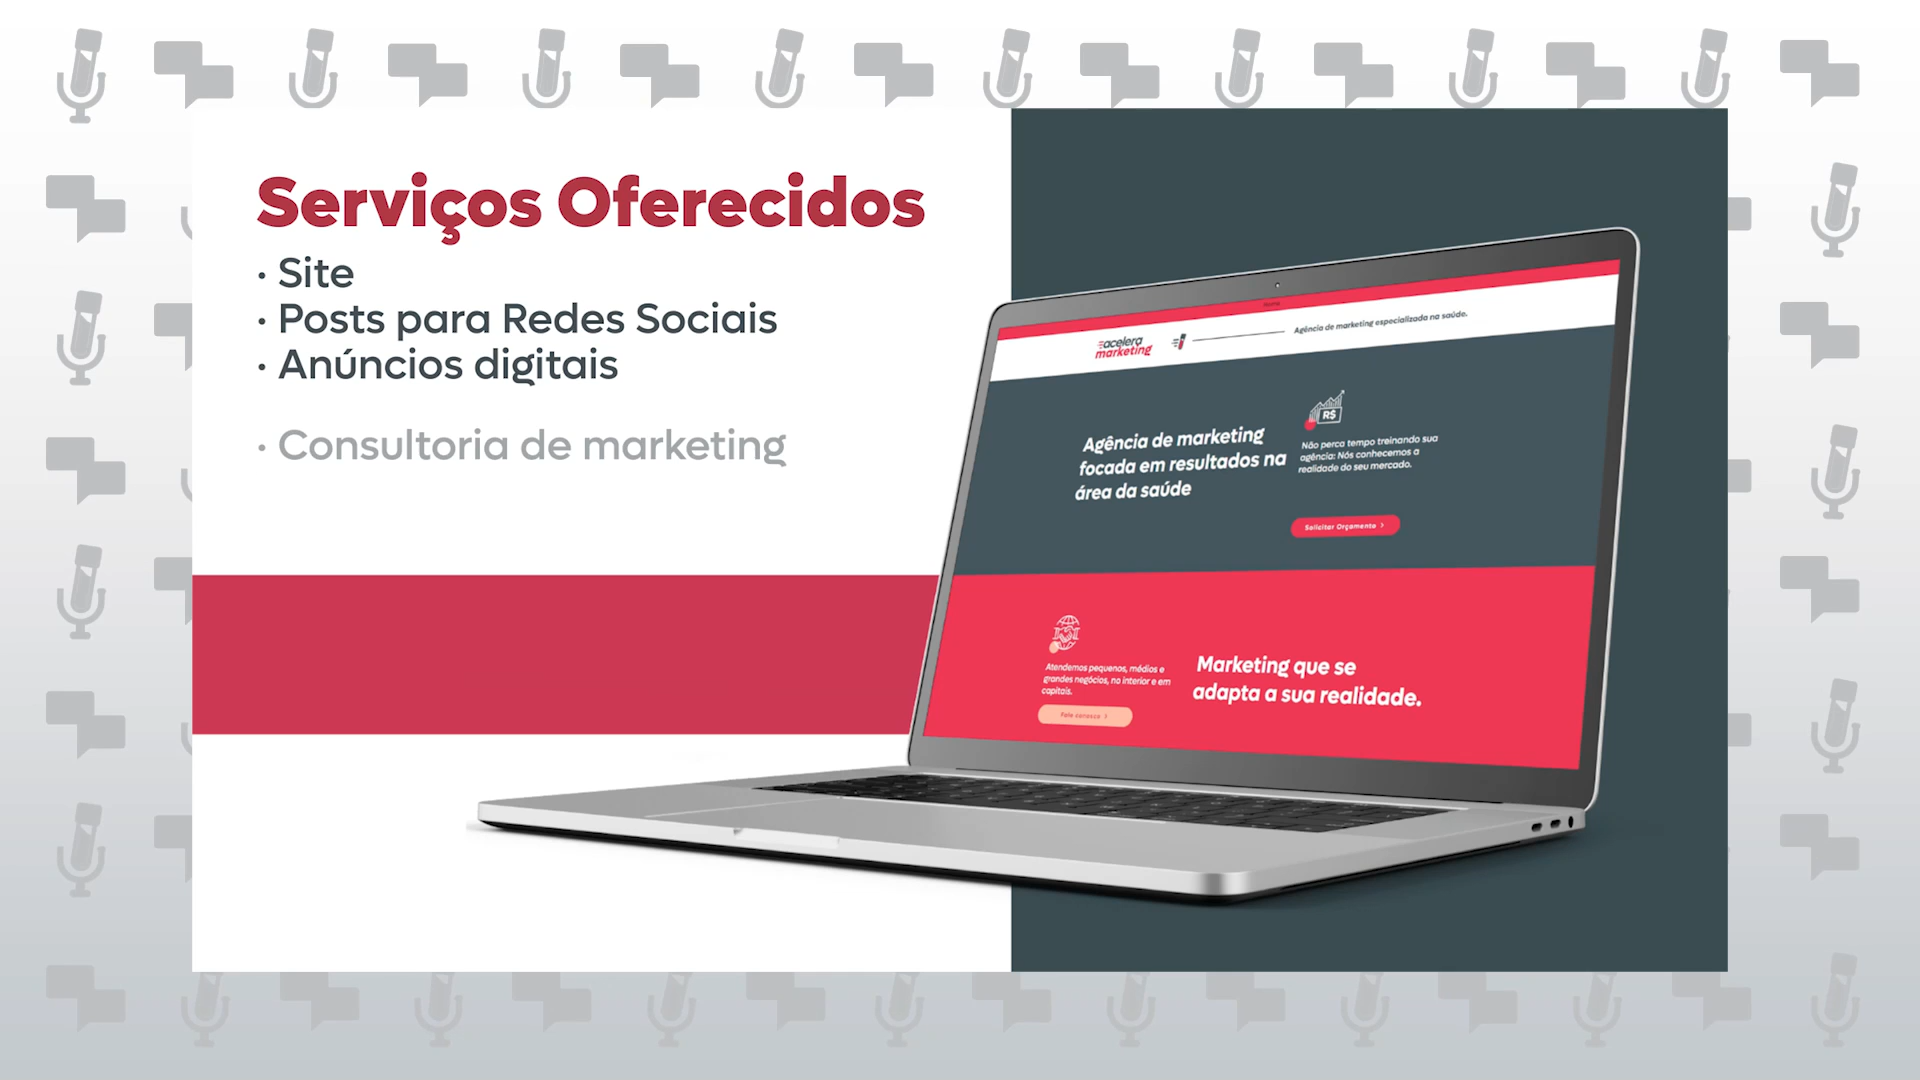 Serviços Oferecidos
• Site
• Posts para Redes Sociais
• Anúncios digitais
• Consultoria de marketing
Home
acelera
marketing
Agência de marketing especializada na saúde.
R$
Agência de marketing
focada em resultados na
área da saúde
Não perca tempo treinando sua
agência: Nós conhecemos a
realidade do seu mercado.
Solicitar Orçamento >
Atendemos pequenos, médios e
grandes negócios, no interior e em
capitais.
Fale conosco >
Marketing que se
adapta a sua realidade.